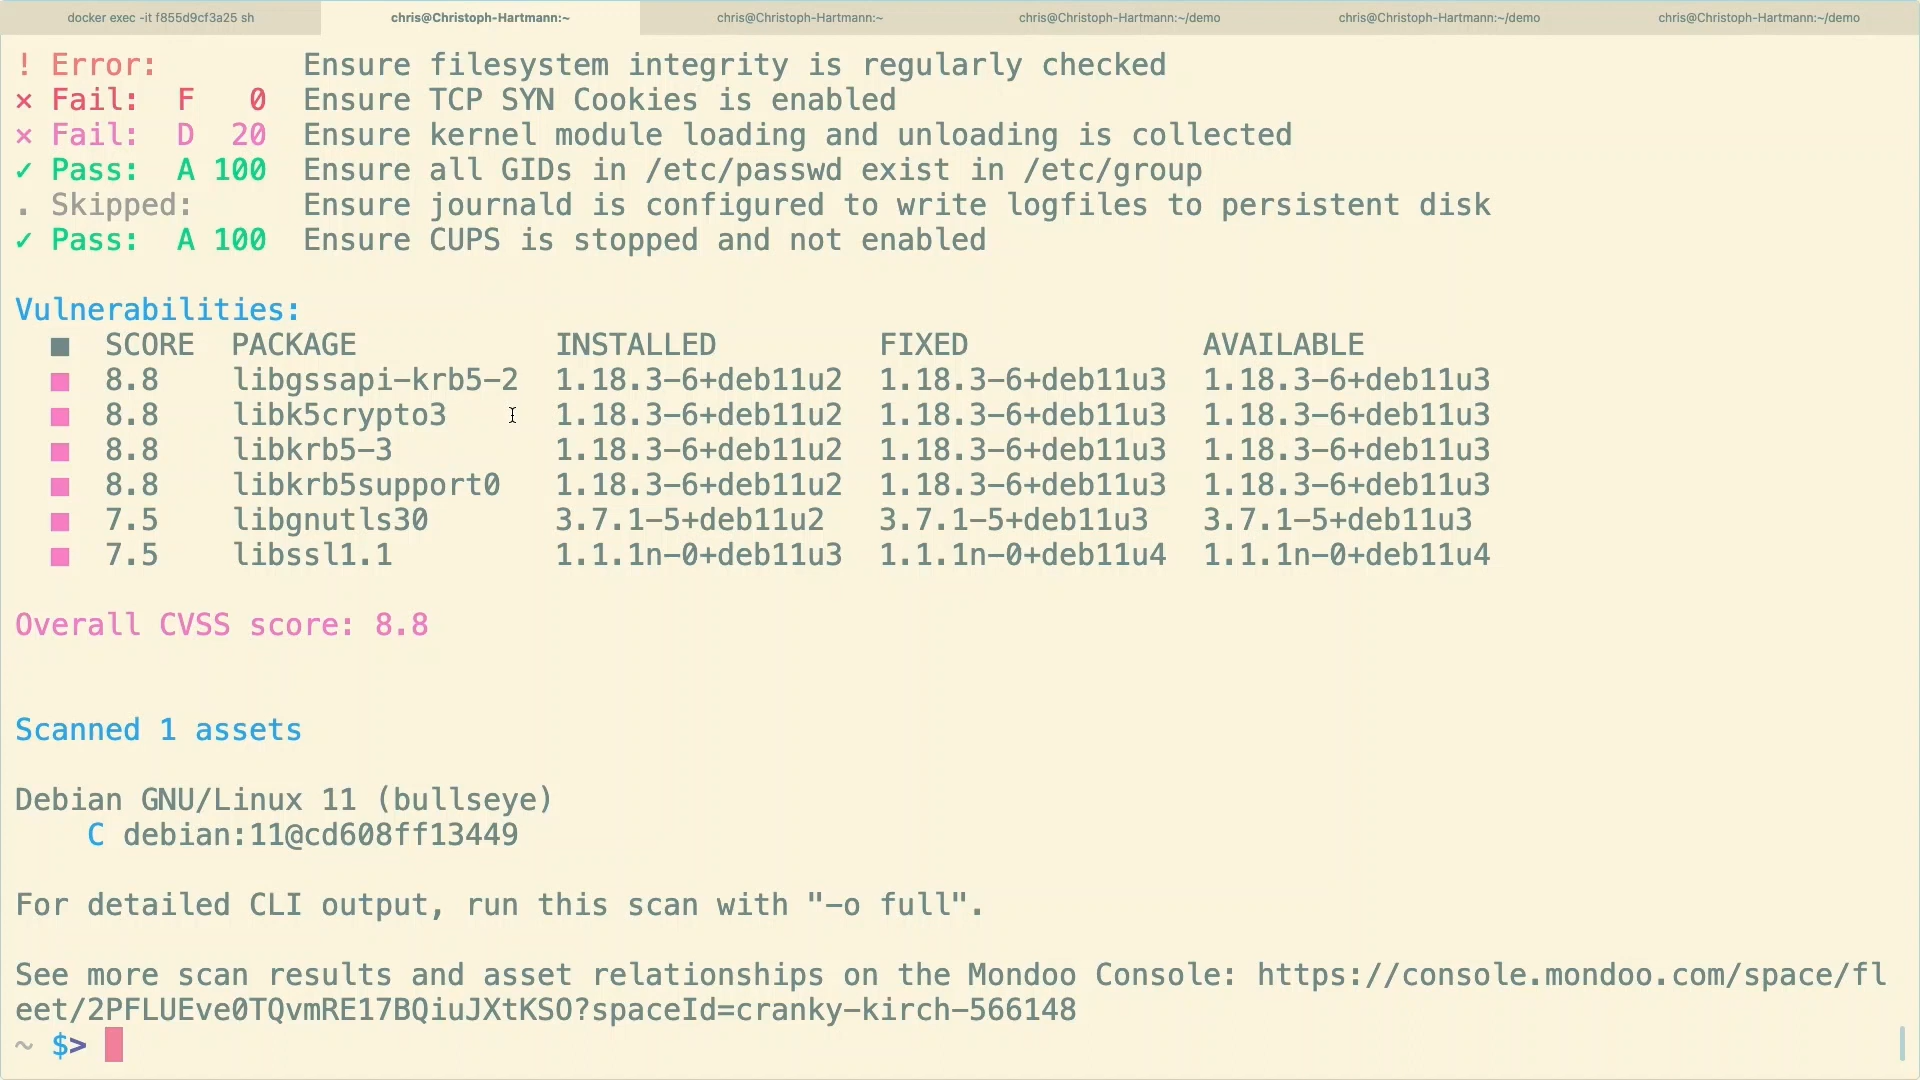 docker exec -it f855d9cf3a25 sh chris@Christoph-Hartmann:~ chris@Christoph-Hartmann:~ chris@Christoph-Hartmann:~/demo chris@Christoph-Hartmann:~/demo chris@Christoph-Hartmann:~/demo
! Error: Ensure filesystem integrity is regularly checked
× Fail: F 0 Ensure TCP SYN Cookies is enabled
× Fail: D 20 Ensure kernel module loading and unloading is collected
✓ Pass: A 100 Ensure all GIDs in /etc/passwd exist in /etc/group
. Skipped: Ensure journald is configured to write logfiles to persistent disk
✓ Pass: A 100 Ensure CUPS is stopped and not enabled
Vulnerabilities:
■ SCORE PACKAGE INSTALLED FIXED AVAILABLE
■ 8.8 libgssapi-krb5-2 1.18.3-6+deb11u2 1.18.3-6+deb11u3 1.18.3-6+deb11u3
■ 8.8 libk5crypto3 1.18.3-6+deb11u2 1.18.3-6+deb11u3 1.18.3-6+deb11u3
■ 8.8 libkrb5-3 1.18.3-6+deb11u2 1.18.3-6+deb11u3 1.18.3-6+deb11u3
■ 8.8 libkrb5support0 1.18.3-6+deb11u2 1.18.3-6+deb11u3 1.18.3-6+deb11u3
■ 7.5 libgnutls30 3.7.1-5+deb11u2 3.7.1-5+deb11u3 3.7.1-5+deb11u3
■ 7.5 libssl1.1 1.1.1n-0+deb11u3 1.1.1n-0+deb11u4 1.1.1n-0+deb11u4
Overall CVSS score: 8.8
Scanned 1 assets
Debian GNU/Linux 11 (bullseye)
C debian:11@cd608ff13449
For detailed CLI output, run this scan with "-o full".
See more scan results and asset relationships on the Mondoo Console: https://console.mondoo.com/space/fl
eet/2PFLUEve0TQvmRE17BQiuJXtKSO?spaceId=cranky-kirch-566148
~ $>